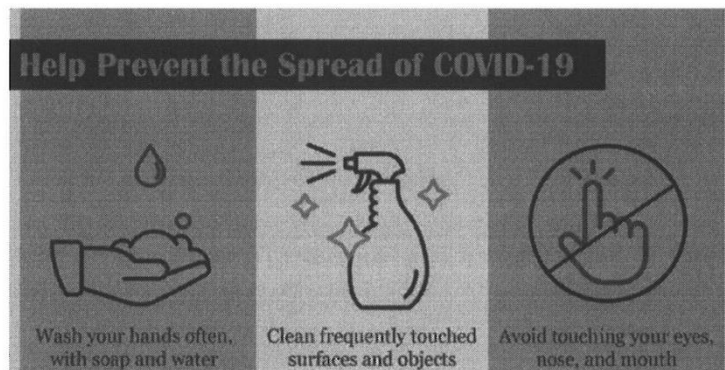 Help Prevent the Spread of COVID-19
Wash your hands often,
with soap and water
Clean frequently touched
surfaces and objects
Avoid touching your eyes,
nose, and mouth